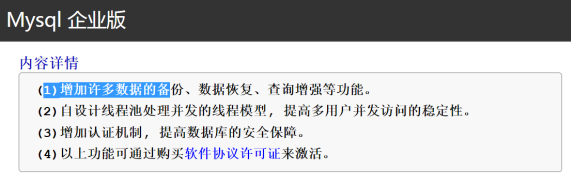 Mysql 企业版
内容详情
(1)增加许多数据的备份、数据恢复、查询增强等功能。
(2)自设计线程池处理并发的线程模型，提高多用户并发访问的稳定性。
(3)增加认证机制，提高数据库的安全保障。
(4)以上功能可通过购买软件协议许可证来激活。